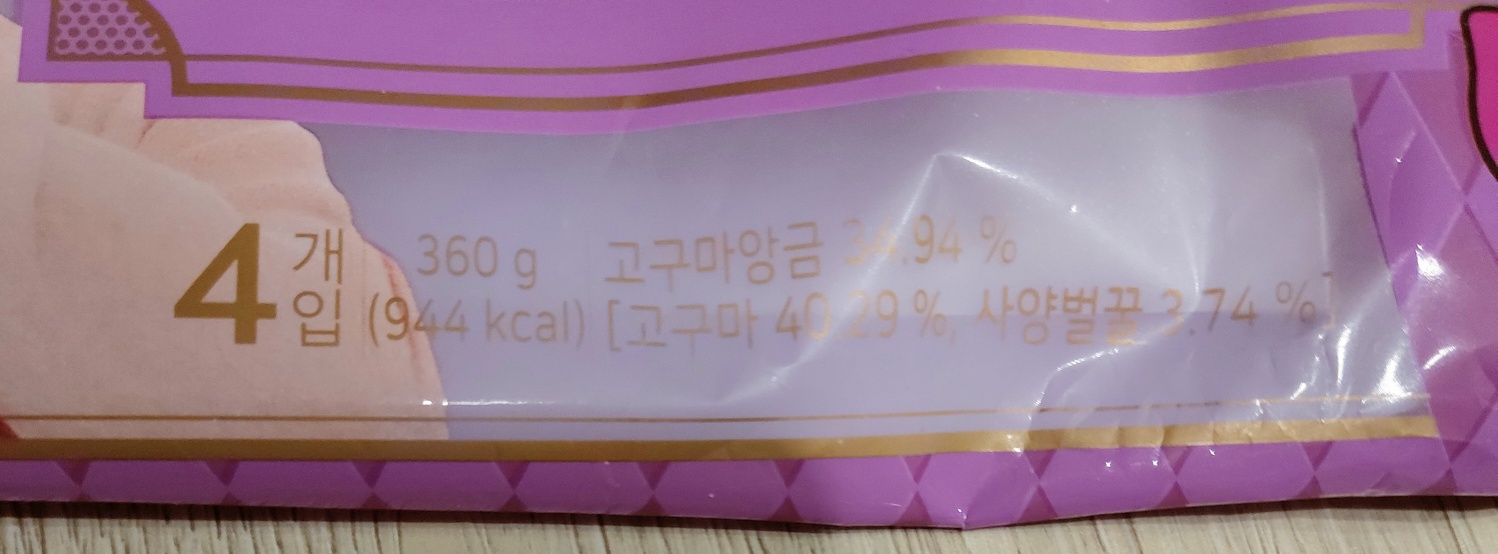 4개입 360 g 고구마앙금 34.94 %
(944 kcal) [고구마 40.29 %, 사양벌꿀 3.74 %]